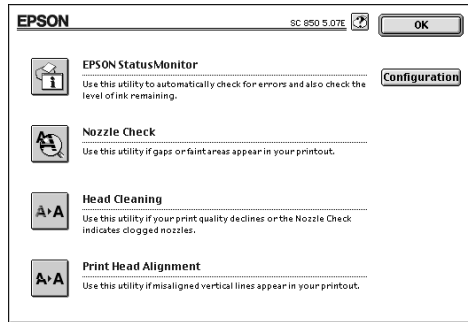 EPSON
SC 850 5.07E
OK
EPSON StatusMonitor
Use this utility to automatically check for errors and also check the
level of ink remaining.
Configuration
Nozzle Check
Use this utility if gaps or faint areas appear in your printout.
Head Cleaning
Use this utility if your print quality declines or the Nozzle Check
indicates clogged nozzles.
A A
Print Head Alignment
Use this utility if misaligned vertical lines appear in your printout.
A A